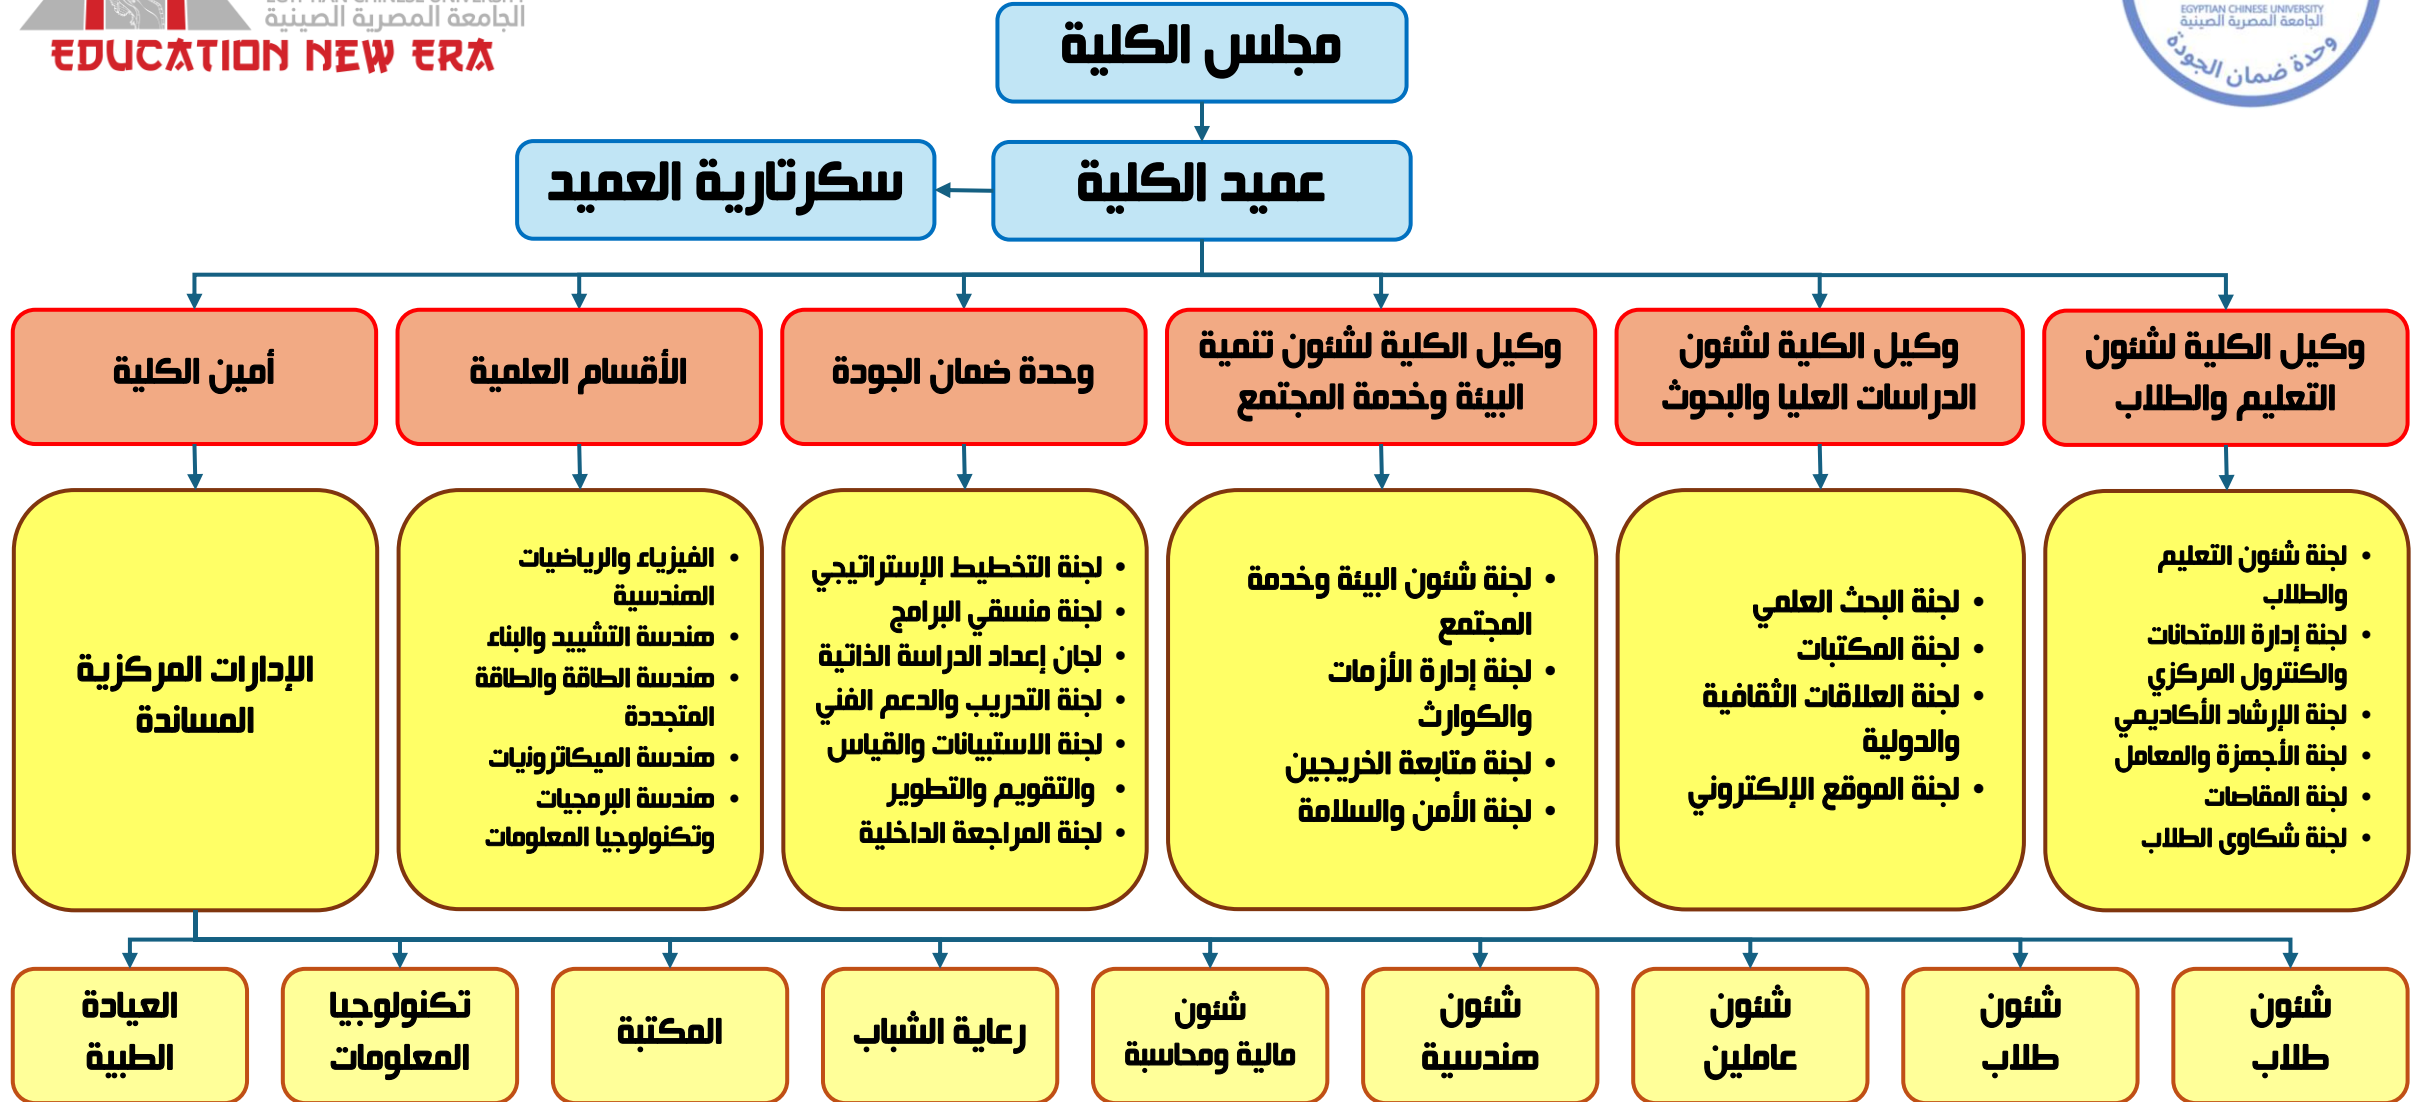 الجامعة المصرية الصينية
EDUCATION NEW ERA
EGYPTIAN CHINESE UNIVERSITY
الجامعة المصرية الصينية
وحدة ضمان الجودة
مجلس الكلية
عميد الكلية
سكرتارية العميد
وكيل الكلية لشئون
التعليم والطلاب
وكيل الكلية لشئون
الدراسات العليا والبحوث
وكيل الكلية لشئون تنمية
البيئة وخدمة المجتمع
وحدة ضمان الجودة
الأقسام العلمية
أمين الكلية
• لجنة شئون التعليم
والطلاب
• لجنة إدارة الامتحانات
والكنترول المركزي
• لجنة الإرشاد الأكاديمي
• لجنة الأجهزة والمعامل
• لجنة المقاصات
• لجنة شكاوى الطلاب
• لجنة البحث العلمي
• لجنة المكتبات
• لجنة العلاقات الثقافية
والدولية
• لجنة الموقع الإلكتروني
• لجنة شئون البيئة وخدمة
المجتمع
• لجنة إدارة الأزمات
والكوارث
• لجنة متابعة الخريجين
• لجنة الأمن والسلامة
• لجنة التخطيط الإستراتيجي
• لجنة منسقي البرامج
• لجان إعداد الدراسة الذاتية
• لجنة التدريب والدعم الفني
• لجنة الاستبيانات والقياس
• والتقويم والتطوير
• لجنة المراجعة الداخلية
• الفيزياء والرياضيات
الهندسية
• هندسة التشييد والبناء
• هندسة الطاقة والطاقة
المتجددة
• هندسة الميكاترونيات
• هندسة البرمجيات
وتكنولوجيا المعلومات
الإدارات المركزية
المساندة
شئون
طلاب
شئون
طلاب
شئون
عاملين
شئون
هندسية
شئون
مالية ومحاسبة
رعاية الشباب
المكتبة
تكنولوجيا
المعلومات
العيادة
الطبية